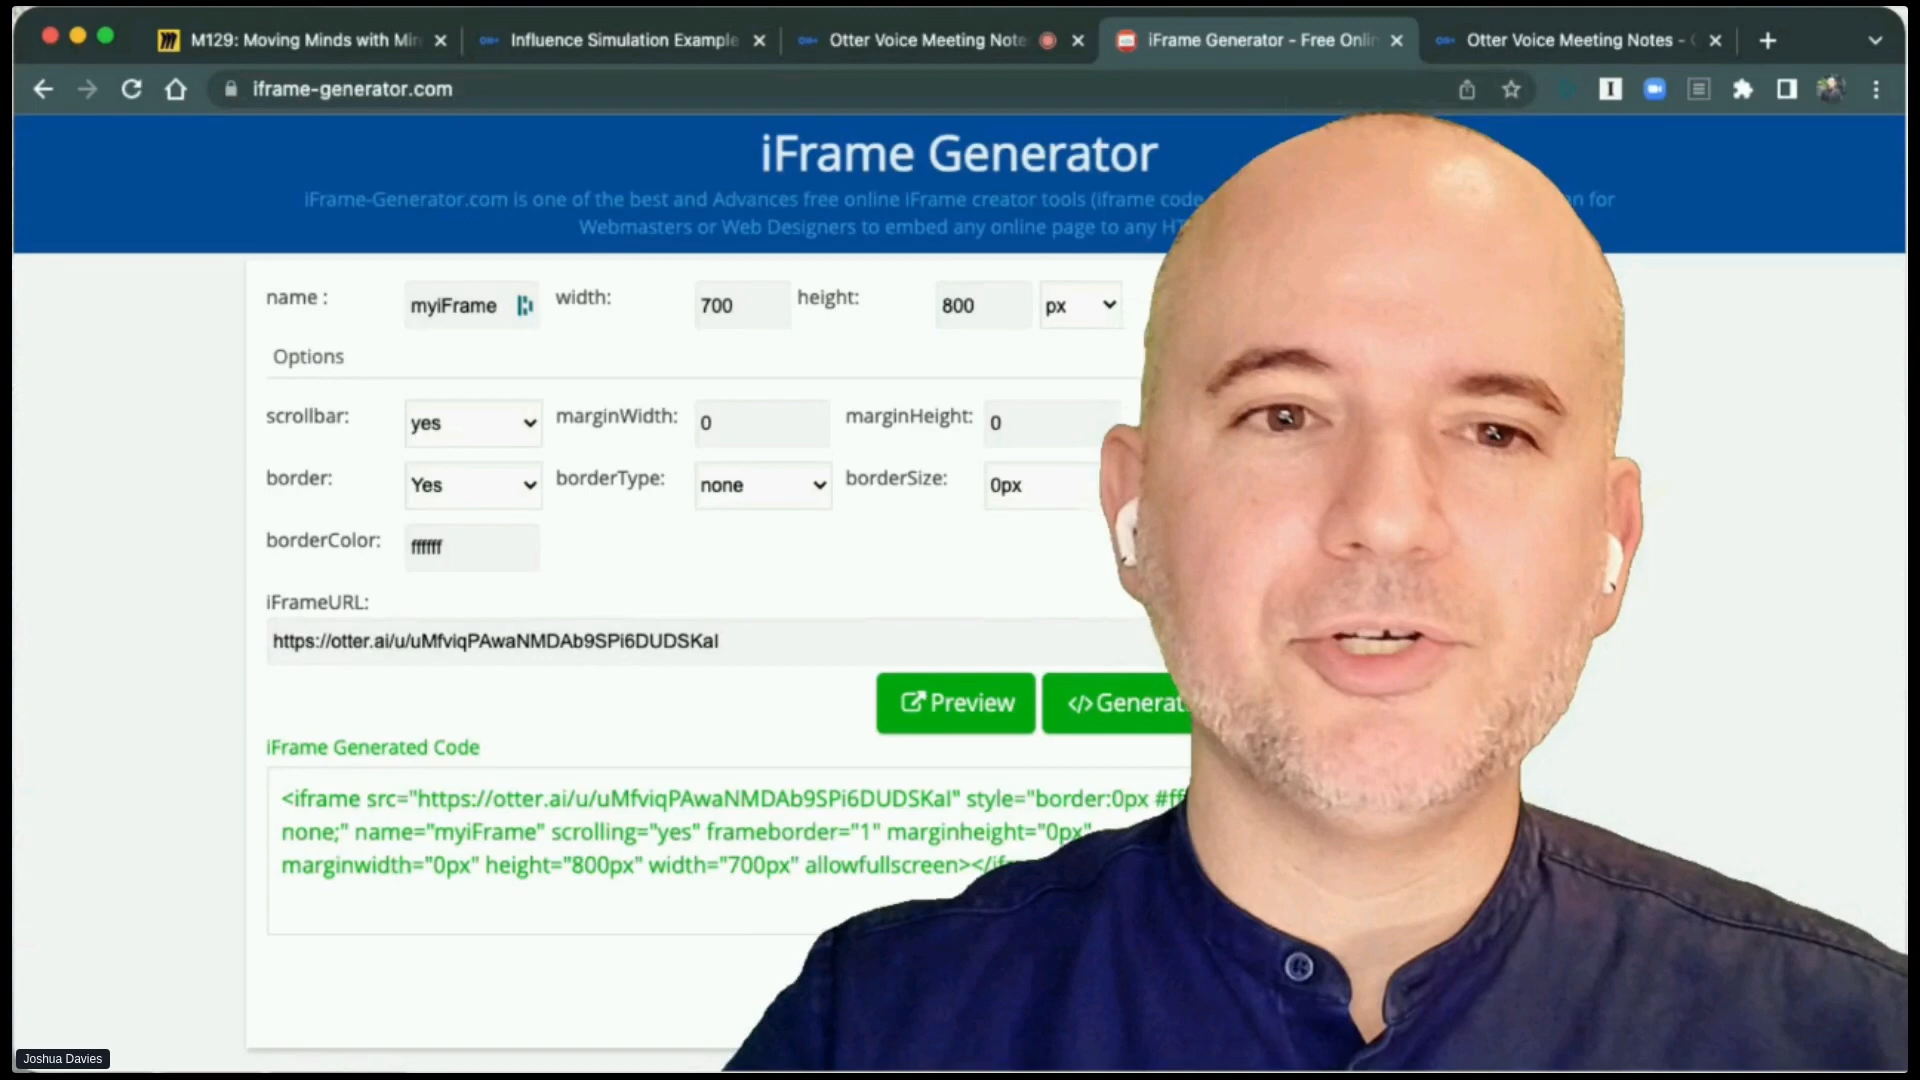 M129: Moving Minds with Mir
Influence Simulation Example
Otter Voice Meeting Note
iFrame Generator - Free Onlin
Otter Voice Meeting Notes -
iframe-generator.com
iFrame Generator
iFrame-Generator.com is one of the best and Advances free online iFrame creator tools (iframe code for
Webmasters or Web Designers to embed any online page to any
name : myiFrame width: 700 height: 800 px
Options
scrollbar: yes marginWidth: 0 marginHeight: 0
border: Yes borderType: none borderSize: 0px
borderColor: ffffff
iFrameURL:
https://otter.ai/u/uMfviqPAwaNMDAb9SPi6DUDSKaI
Preview </>Generat
iFrame Generated Code
<iframe src="https://otter.ai/u/uMfviqPAwaNMDAb9SPi6DUDSKaI" style="border:0px #ff
none;" name="myiFrame" scrolling="yes" frameborder="1" marginheight="0px"
marginwidth="0px" height="800px" width="700px" allowfullscreen></ifr
Joshua Davies